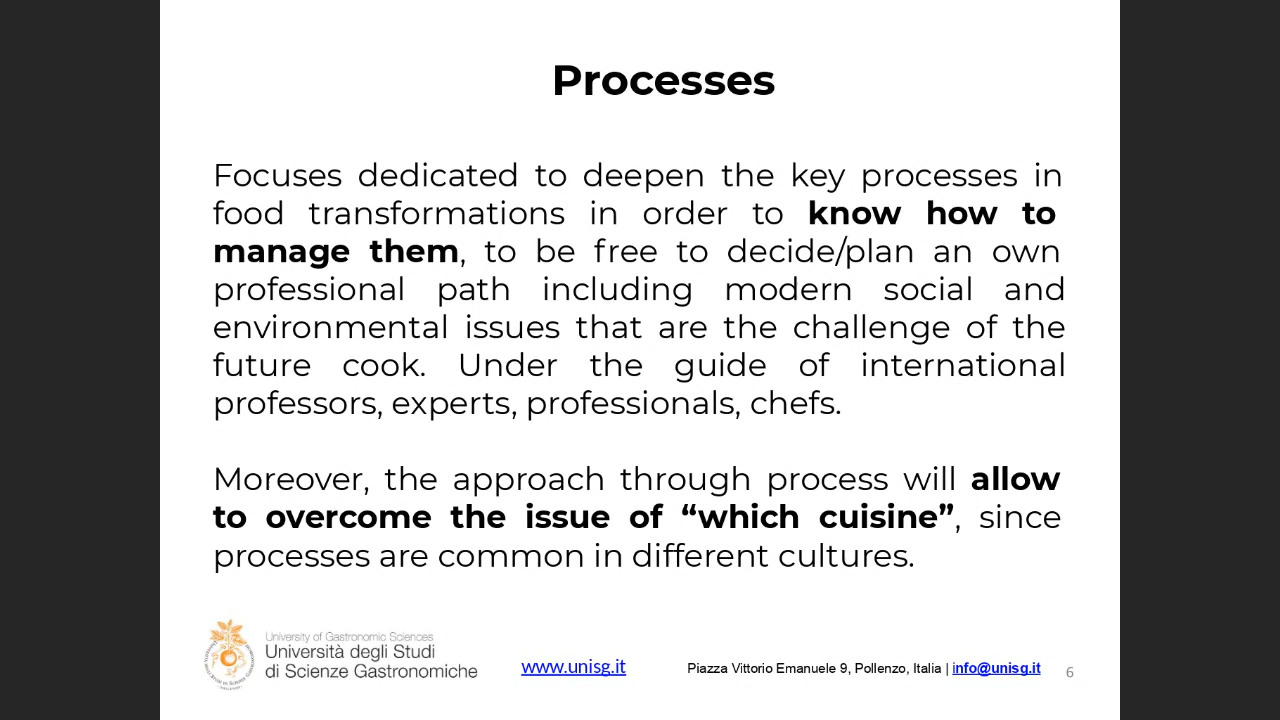 Processes
Focuses dedicated to deepen the key processes in
food transformations in order to know how to
manage them, to be free to decide/plan an own
professional path including modern social and
environmental issues that are the challenge of the
future cook. Under the guide of international
professors, experts, professionals, chefs.
Moreover, the approach through process will allow
to overcome the issue of “which cuisine”, since
processes are common in different cultures.
University of Gastronomic Sciences
Università degli Studi
di Scienze Gastronomiche
www.unisg.it
Piazza Vittorio Emanuele 9, Pollenzo, Italia | info@unisg.it
6